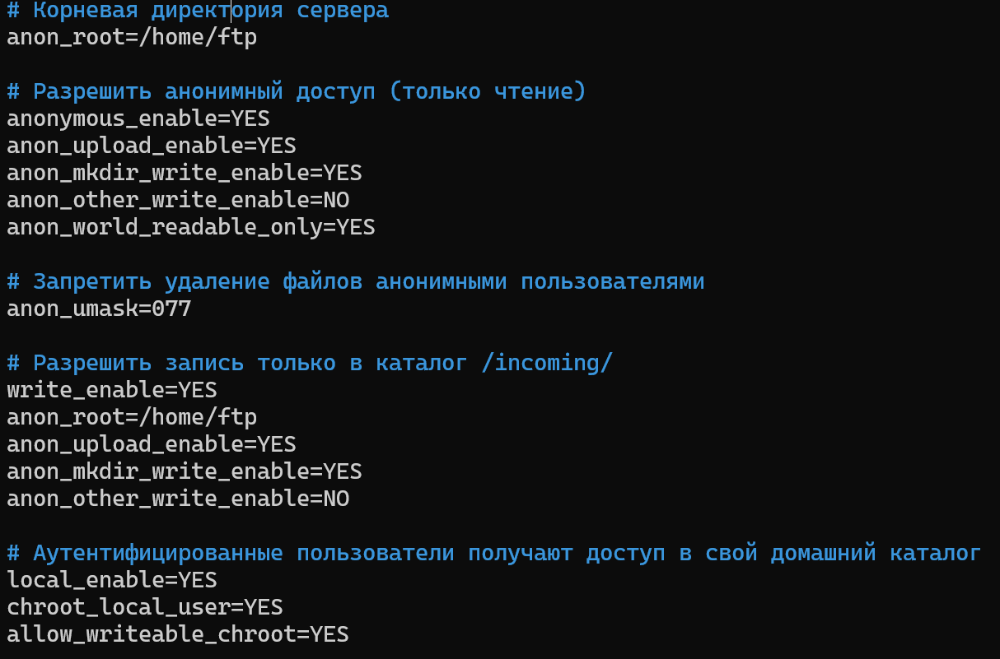 # Корневая директория сервера
anon_root=/home/ftp
# Разрешить анонимный доступ (только чтение)
anonymous_enable=YES
anon_upload_enable=YES
anon_mkdir_write_enable=YES
anon_other_write_enable=NO
anon_world_readable_only=YES
# Запретить удаление файлов анонимными пользователями
anon_umask=077
# Разрешить запись только в каталог /incoming/
write_enable=YES
anon_root=/home/ftp
anon_upload_enable=YES
anon_mkdir_write_enable=YES
anon_other_write_enable=NO
# Аутентифицированные пользователи получают доступ в свой домашний каталог
local_enable=YES
chroot_local_user=YES
allow_writeable_chroot=YES